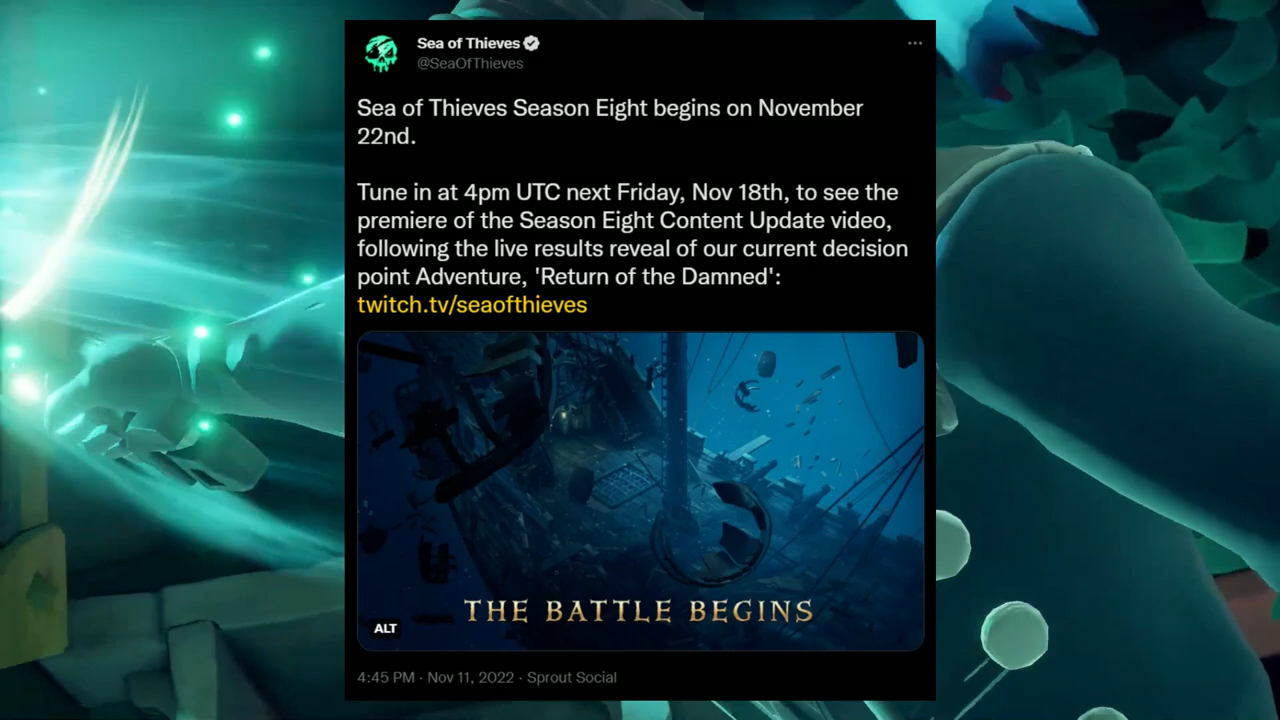 Sea of Thieves
@SeaOfThieves
Sea of Thieves Season Eight begins on November
22nd.
Tune in at 4pm UTC next Friday, Nov 18th, to see the
premiere of the Season Eight Content Update video,
following the live results reveal of our current decision
point Adventure, 'Return of the Damned':
twitch.tv/seaofthieves
THE BATTLE BEGINS
ALT
4:45 PM · Nov 11, 2022 · Sprout Social